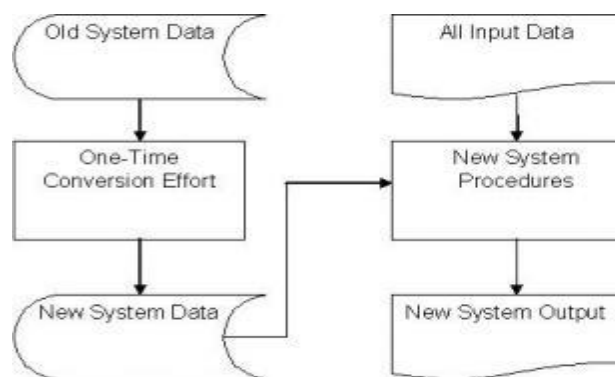 Old System Data
All Input Data
One-Time
Conversion Effort
New System
Procedures
New System Data
New System Output